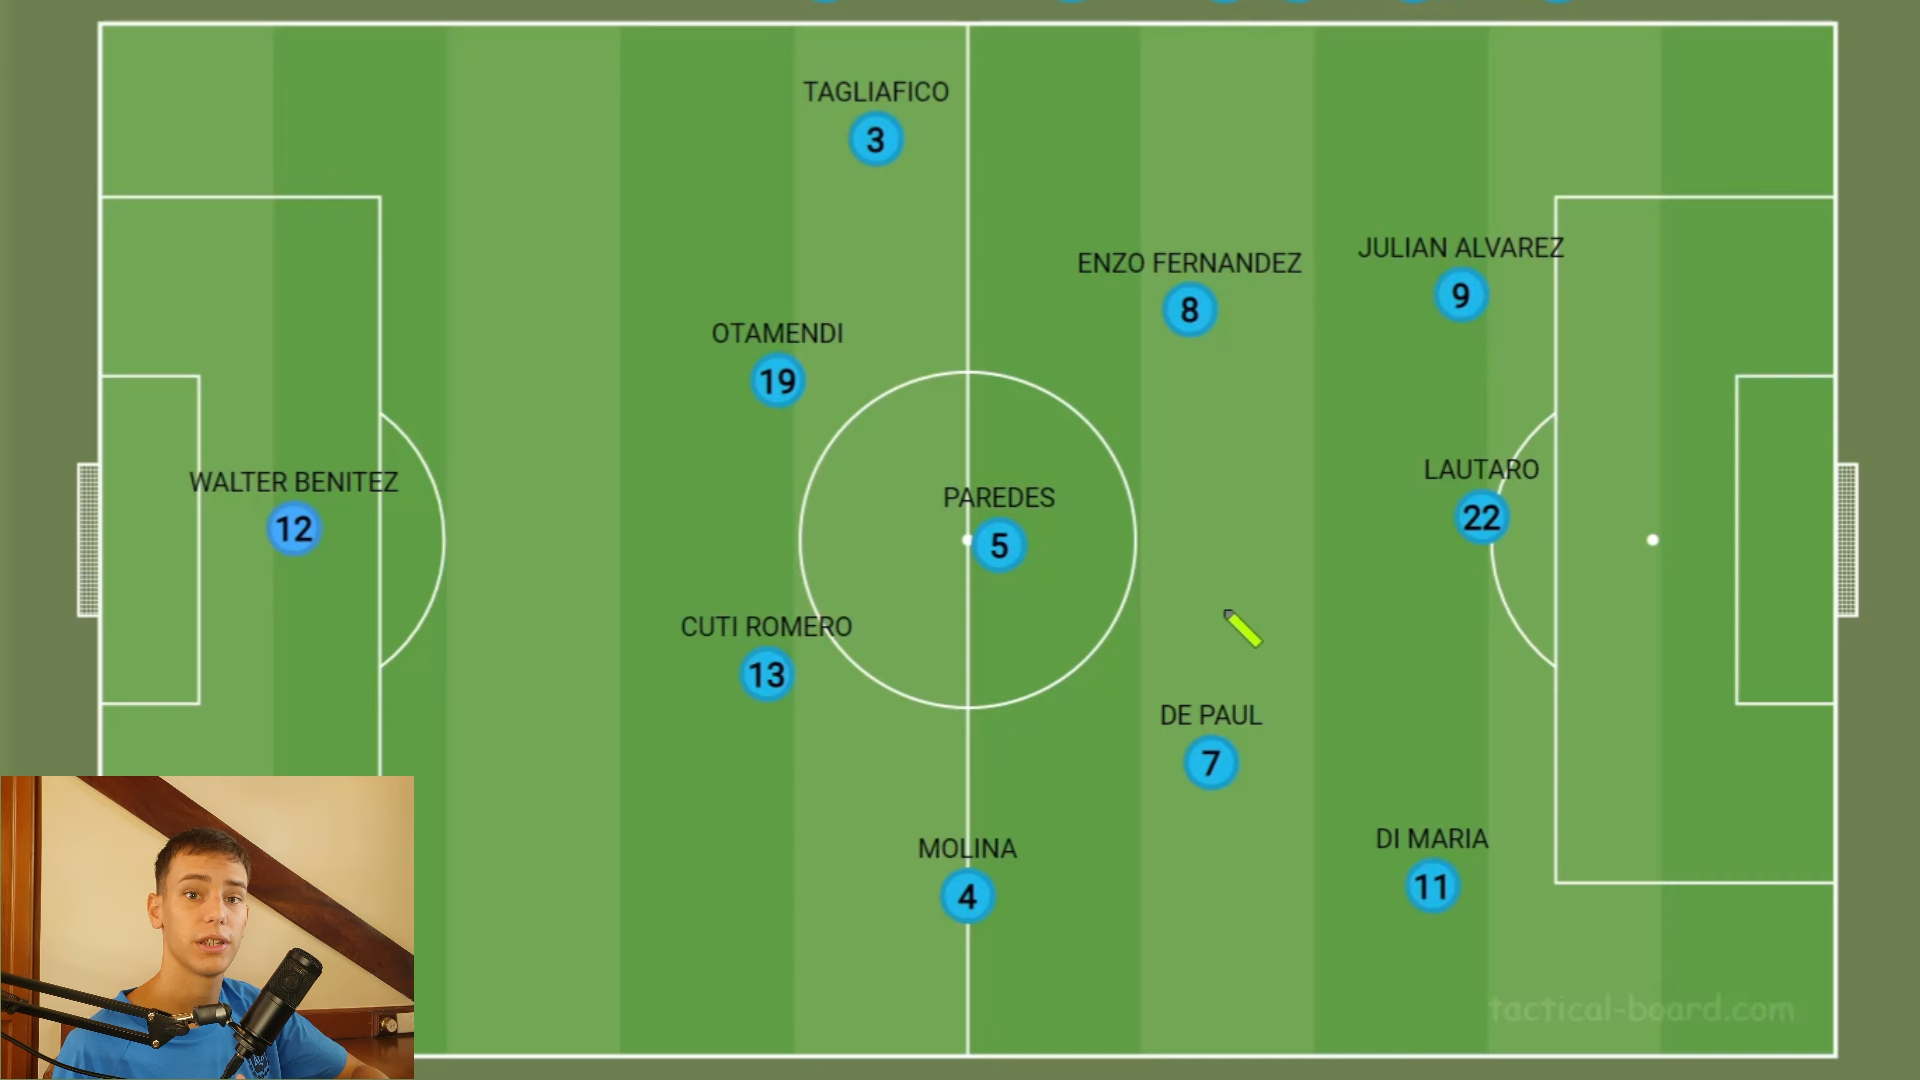 TAGLIAFICO
3
ENZO FERNANDEZ
8
JULIAN ALVAREZ
9
OTAMENDI
19
WALTER BENITEZ
12
PAREDES
5
LAUTARO
22
CUTI ROMERO
13
DE PAUL
7
MOLINA
4
DI MARIA
11
tactical-board.com